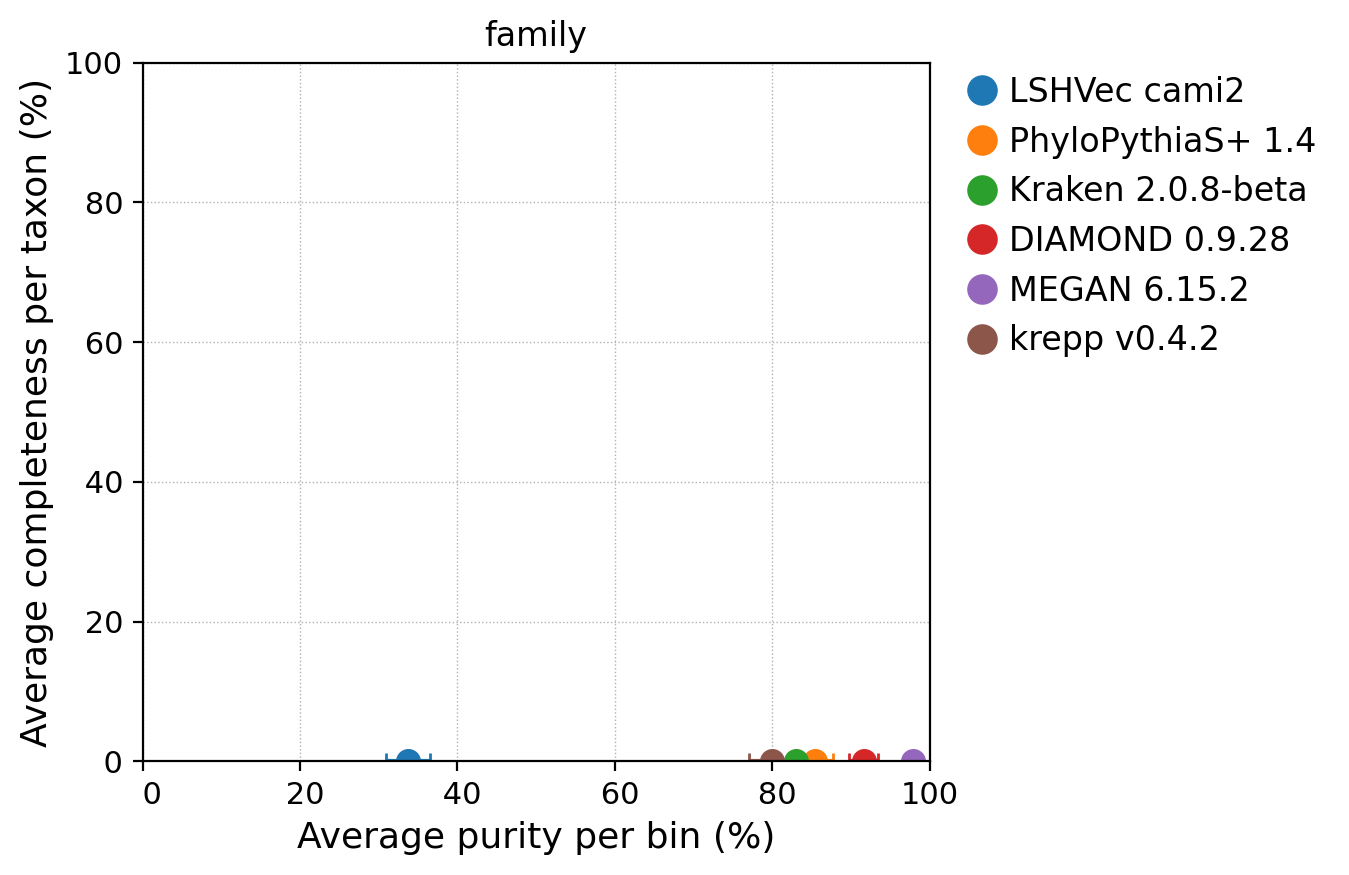 family
Average completeness per taxon (%)
100
80
60
40
20
0
0 20 40 60 80 100
Average purity per bin (%)
LSHVec cami2
PhyloPythiaS+ 1.4
Kraken 2.0.8-beta
DIAMOND 0.9.28
MEGAN 6.15.2
krepp v0.4.2